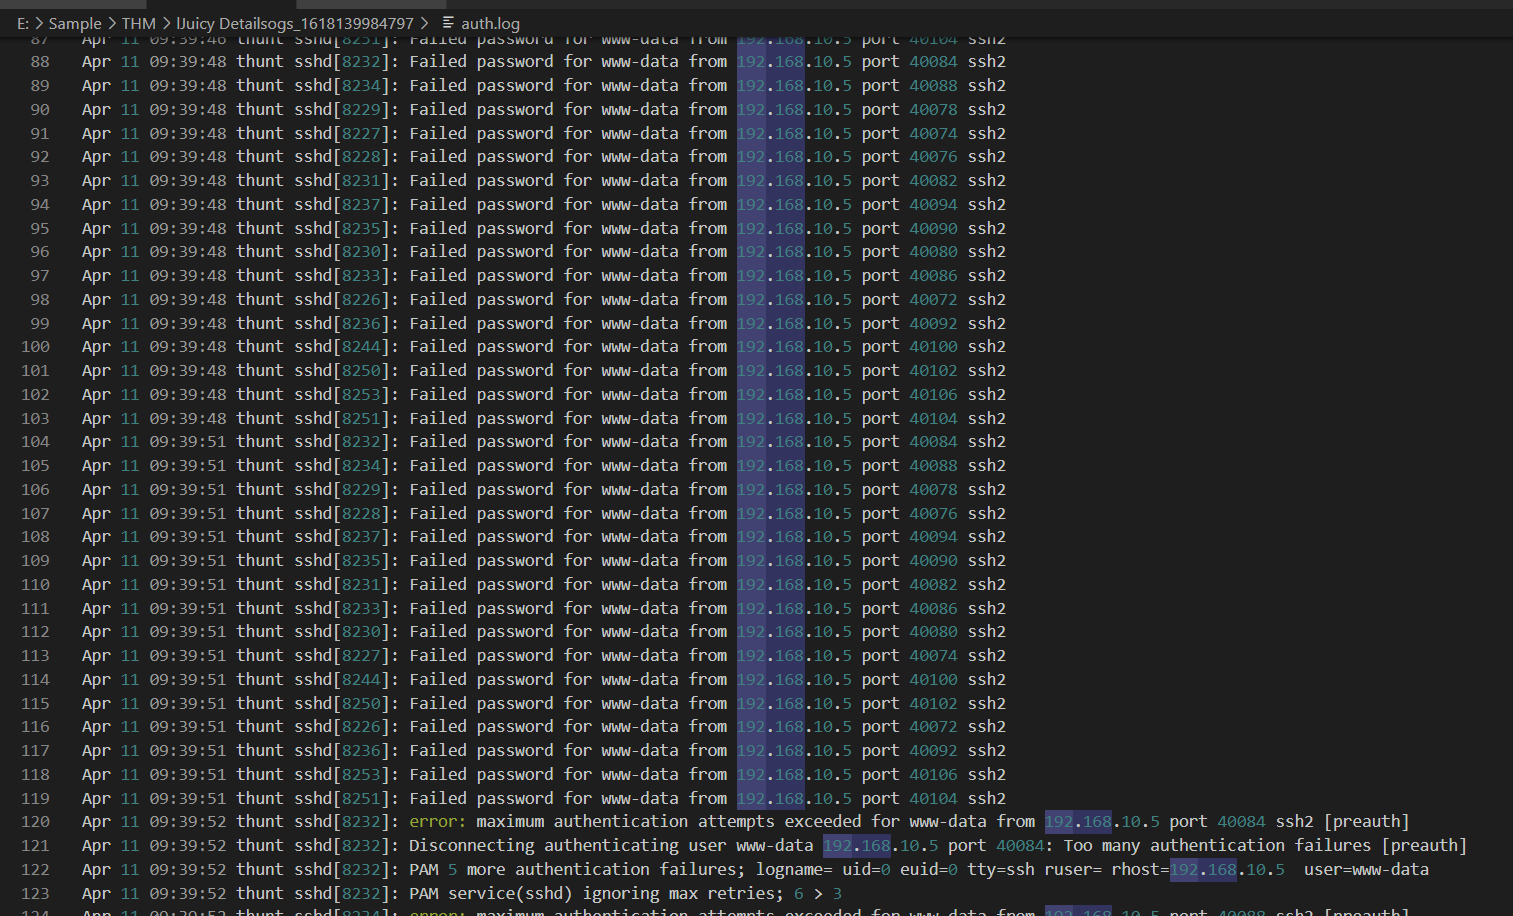 E: > Sample > THM > lJuicy Detailsogs_1618139984797 > auth.log
87 Apr 11 09:39:46 thunt sshd[8251]: Failed password for www-data from 192.168.10.5 port 40104 ssh2
88 Apr 11 09:39:48 thunt sshd[8232]: Failed password for www-data from 192.168.10.5 port 40084 ssh2
89 Apr 11 09:39:48 thunt sshd[8234]: Failed password for www-data from 192.168.10.5 port 40088 ssh2
90 Apr 11 09:39:48 thunt sshd[8229]: Failed password for www-data from 192.168.10.5 port 40078 ssh2
91 Apr 11 09:39:48 thunt sshd[8227]: Failed password for www-data from 192.168.10.5 port 40074 ssh2
92 Apr 11 09:39:48 thunt sshd[8228]: Failed password for www-data from 192.168.10.5 port 40076 ssh2
93 Apr 11 09:39:48 thunt sshd[8231]: Failed password for www-data from 192.168.10.5 port 40082 ssh2
94 Apr 11 09:39:48 thunt sshd[8237]: Failed password for www-data from 192.168.10.5 port 40094 ssh2
95 Apr 11 09:39:48 thunt sshd[8235]: Failed password for www-data from 192.168.10.5 port 40090 ssh2
96 Apr 11 09:39:48 thunt sshd[8230]: Failed password for www-data from 192.168.10.5 port 40080 ssh2
97 Apr 11 09:39:48 thunt sshd[8233]: Failed password for www-data from 192.168.10.5 port 40086 ssh2
98 Apr 11 09:39:48 thunt sshd[8226]: Failed password for www-data from 192.168.10.5 port 40072 ssh2
99 Apr 11 09:39:48 thunt sshd[8236]: Failed password for www-data from 192.168.10.5 port 40092 ssh2
100 Apr 11 09:39:48 thunt sshd[8244]: Failed password for www-data from 192.168.10.5 port 40100 ssh2
101 Apr 11 09:39:48 thunt sshd[8250]: Failed password for www-data from 192.168.10.5 port 40102 ssh2
102 Apr 11 09:39:48 thunt sshd[8253]: Failed password for www-data from 192.168.10.5 port 40106 ssh2
103 Apr 11 09:39:48 thunt sshd[8251]: Failed password for www-data from 192.168.10.5 port 40104 ssh2
104 Apr 11 09:39:51 thunt sshd[8232]: Failed password for www-data from 192.168.10.5 port 40084 ssh2
105 Apr 11 09:39:51 thunt sshd[8234]: Failed password for www-data from 192.168.10.5 port 40088 ssh2
106 Apr 11 09:39:51 thunt sshd[8229]: Failed password for www-data from 192.168.10.5 port 40078 ssh2
107 Apr 11 09:39:51 thunt sshd[8228]: Failed password for www-data from 192.168.10.5 port 40076 ssh2
108 Apr 11 09:39:51 thunt sshd[8237]: Failed password for www-data from 192.168.10.5 port 40094 ssh2
109 Apr 11 09:39:51 thunt sshd[8235]: Failed password for www-data from 192.168.10.5 port 40090 ssh2
110 Apr 11 09:39:51 thunt sshd[8231]: Failed password for www-data from 192.168.10.5 port 40082 ssh2
111 Apr 11 09:39:51 thunt sshd[8233]: Failed password for www-data from 192.168.10.5 port 40086 ssh2
112 Apr 11 09:39:51 thunt sshd[8230]: Failed password for www-data from 192.168.10.5 port 40080 ssh2
113 Apr 11 09:39:51 thunt sshd[8227]: Failed password for www-data from 192.168.10.5 port 40074 ssh2
114 Apr 11 09:39:51 thunt sshd[8244]: Failed password for www-data from 192.168.10.5 port 40100 ssh2
115 Apr 11 09:39:51 thunt sshd[8250]: Failed password for www-data from 192.168.10.5 port 40102 ssh2
116 Apr 11 09:39:51 thunt sshd[8226]: Failed password for www-data from 192.168.10.5 port 40072 ssh2
117 Apr 11 09:39:51 thunt sshd[8236]: Failed password for www-data from 192.168.10.5 port 40092 ssh2
118 Apr 11 09:39:51 thunt sshd[8253]: Failed password for www-data from 192.168.10.5 port 40106 ssh2
119 Apr 11 09:39:51 thunt sshd[8251]: Failed password for www-data from 192.168.10.5 port 40104 ssh2
120 Apr 11 09:39:52 thunt sshd[8232]: error: maximum authentication attempts exceeded for www-data from 192.168.10.5 port 40084 ssh2 [preauth]
121 Apr 11 09:39:52 thunt sshd[8232]: Disconnecting authenticating user www-data 192.168.10.5 port 40084: Too many authentication failures [preauth]
122 Apr 11 09:39:52 thunt sshd[8232]: PAM 5 more authentication failures; logname= uid=0 euid=0 tty=ssh ruser= rhost=192.168.10.5  user=www-data
123 Apr 11 09:39:52 thunt sshd[8232]: PAM service(sshd) ignoring max retries; 6 > 3
124 Apr 11 09:39:52 thunt sshd[8234]: error: maximum authentication attempts exceeded for www-data from 192.168.10.5 port 40088 ssh2 [preauth]